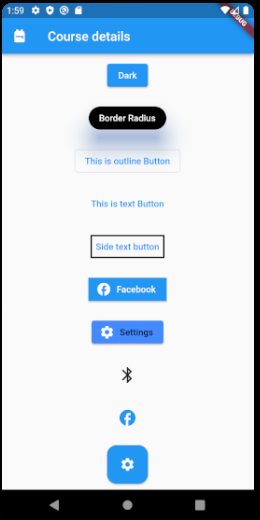 1:59
DEBUG
Course details
Dark
Border Radius
This is outline Button
This is text Button
Side text button
Facebook
Settings